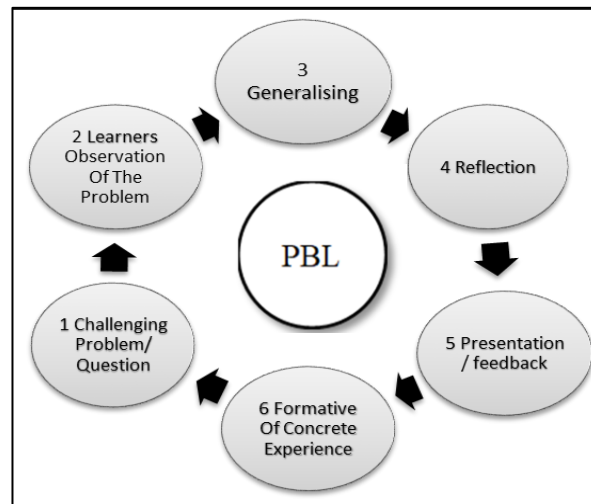 3
Generalising
2 Learners
Observation
Of The
Problem
4 Reflection
PBL
1 Challenging
Problem/
Question
5 Presentation
/ feedback
6 Formative
Of Concrete
Experience